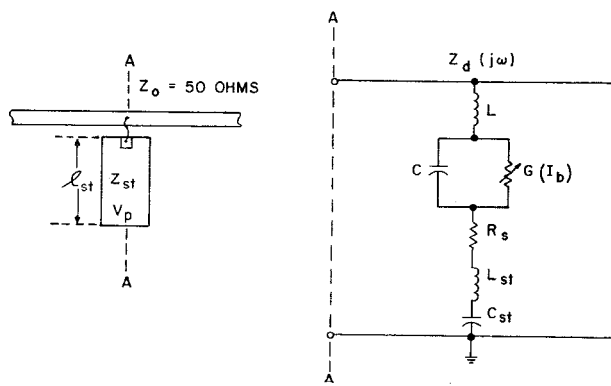 A
Z₀ = 50 OHMS
ℓst
Zst
Vp
A
A
Zd (jω)
L
C
G (Ib)
Rs
Lst
Cst
A